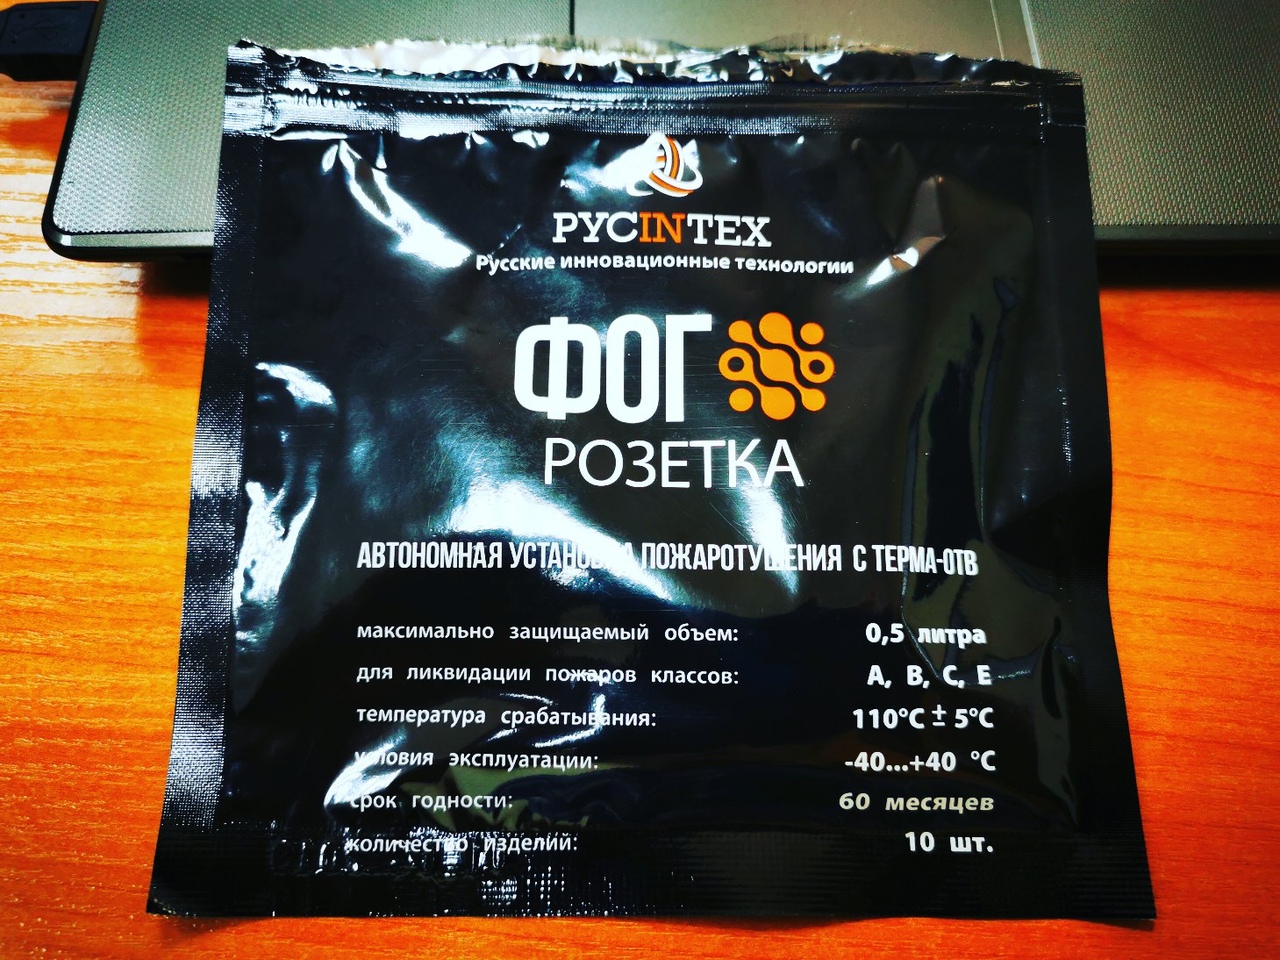 РУСINТЕХ
Русские инновационные технологии
ФОГ
РОЗЕТКА
АВТОНОМНАЯ УСТАНОВКА ПОЖАРОТУШЕНИЯ С ТЕРМА-ОТВ
максимально защищаемый объем: 0,5 литра
для ликвидации пожаров классов: А, В, С, Е
температура срабатывания: 110°С ± 5°С
условия эксплуатации: -40...+40 °С
срок годности: 60 месяцев
количество изделий: 10 шт.